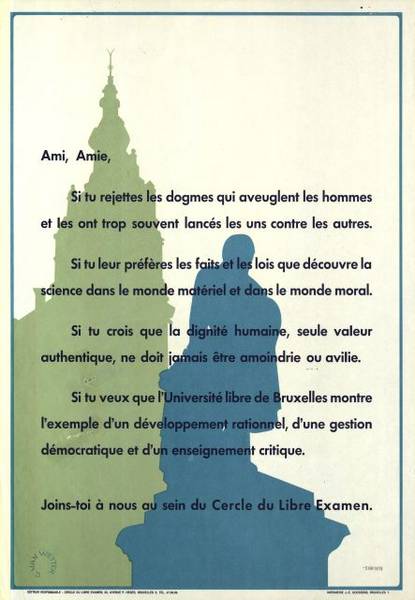 Ami, Amie,
Si tu rejettes les dogmes qui aveuglent les hommes
et les ont trop souvent lancés les uns contre les autres.
Si tu leur préfères les faits et les lois que découvre la
science dans le monde matériel et dans le monde moral.
Si tu crois que la dignité humaine, seule valeur
authentique, ne doit jamais être amoindrie ou avilie.
Si tu veux que l'Université libre de Bruxelles montre
l'exemple d'un développement rationnel, d'une gestion
démocratique et d'un enseignement critique.
Joins-toi à nous au sein du Cercle du Libre Examen.
D. VAN WETTER